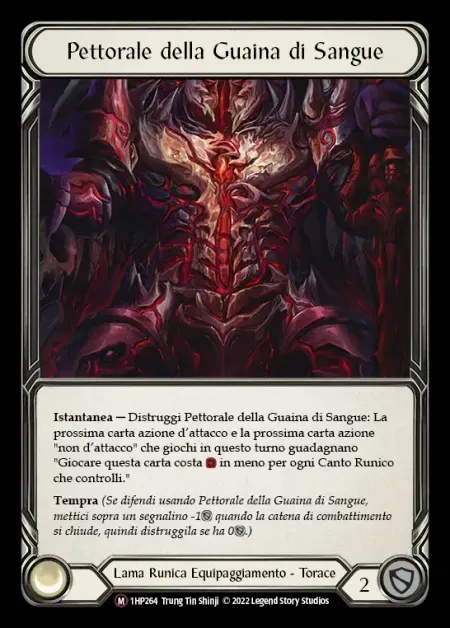 Pettorale della Guaina di Sangue
Istantanea — Distruggi Pettorale della Guaina di Sangue: La
prossima carta azione d'attacco e la prossima carta azione
"non d'attacco" che giochi in questo turno guadagnano
"Giocare questa carta costa in meno per ogni Canto Runico
che controlli."
Tempra (Se difendi usando Pettorale della Guaina di Sangue,
mettici sopra un segnalino -1 quando la catena di combattimento
si chiude, quindi distruggila se ha 0.)
Lama Runica Equipaggiamento - Torace
2
M 1HP264 Trung Tin Shinji © 2022 Legend Story Studios